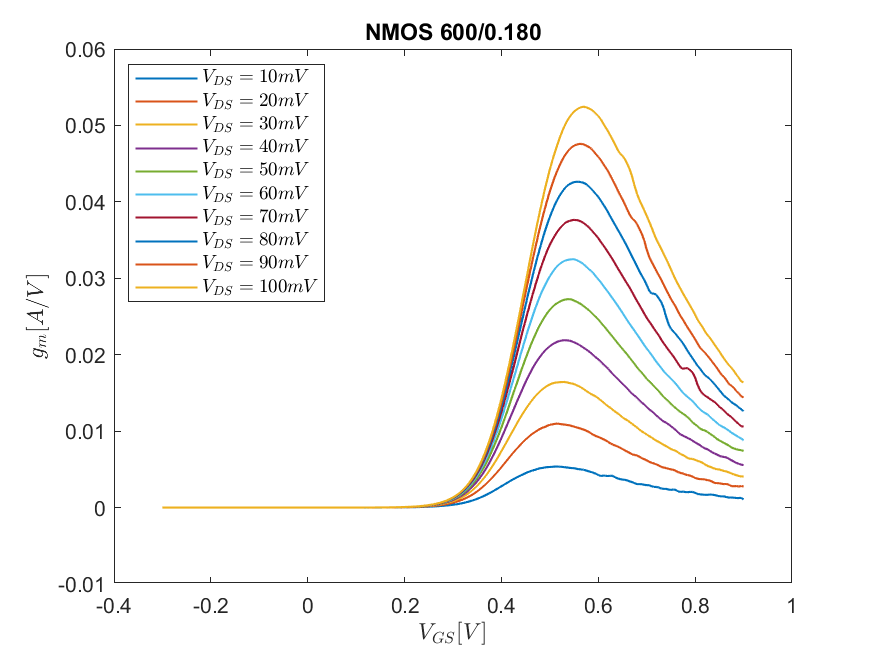 NMOS 600/0.180
0.06
0.05
0.04
0.03
0.02
0.01
0
-0.01
g_m[A/V]
V_DS = 10mV
V_DS = 20mV
V_DS = 30mV
V_DS = 40mV
V_DS = 50mV
V_DS = 60mV
V_DS = 70mV
V_DS = 80mV
V_DS = 90mV
V_DS = 100mV
-0.4 -0.2 0 0.2 0.4 0.6 0.8 1
V_GS[V]